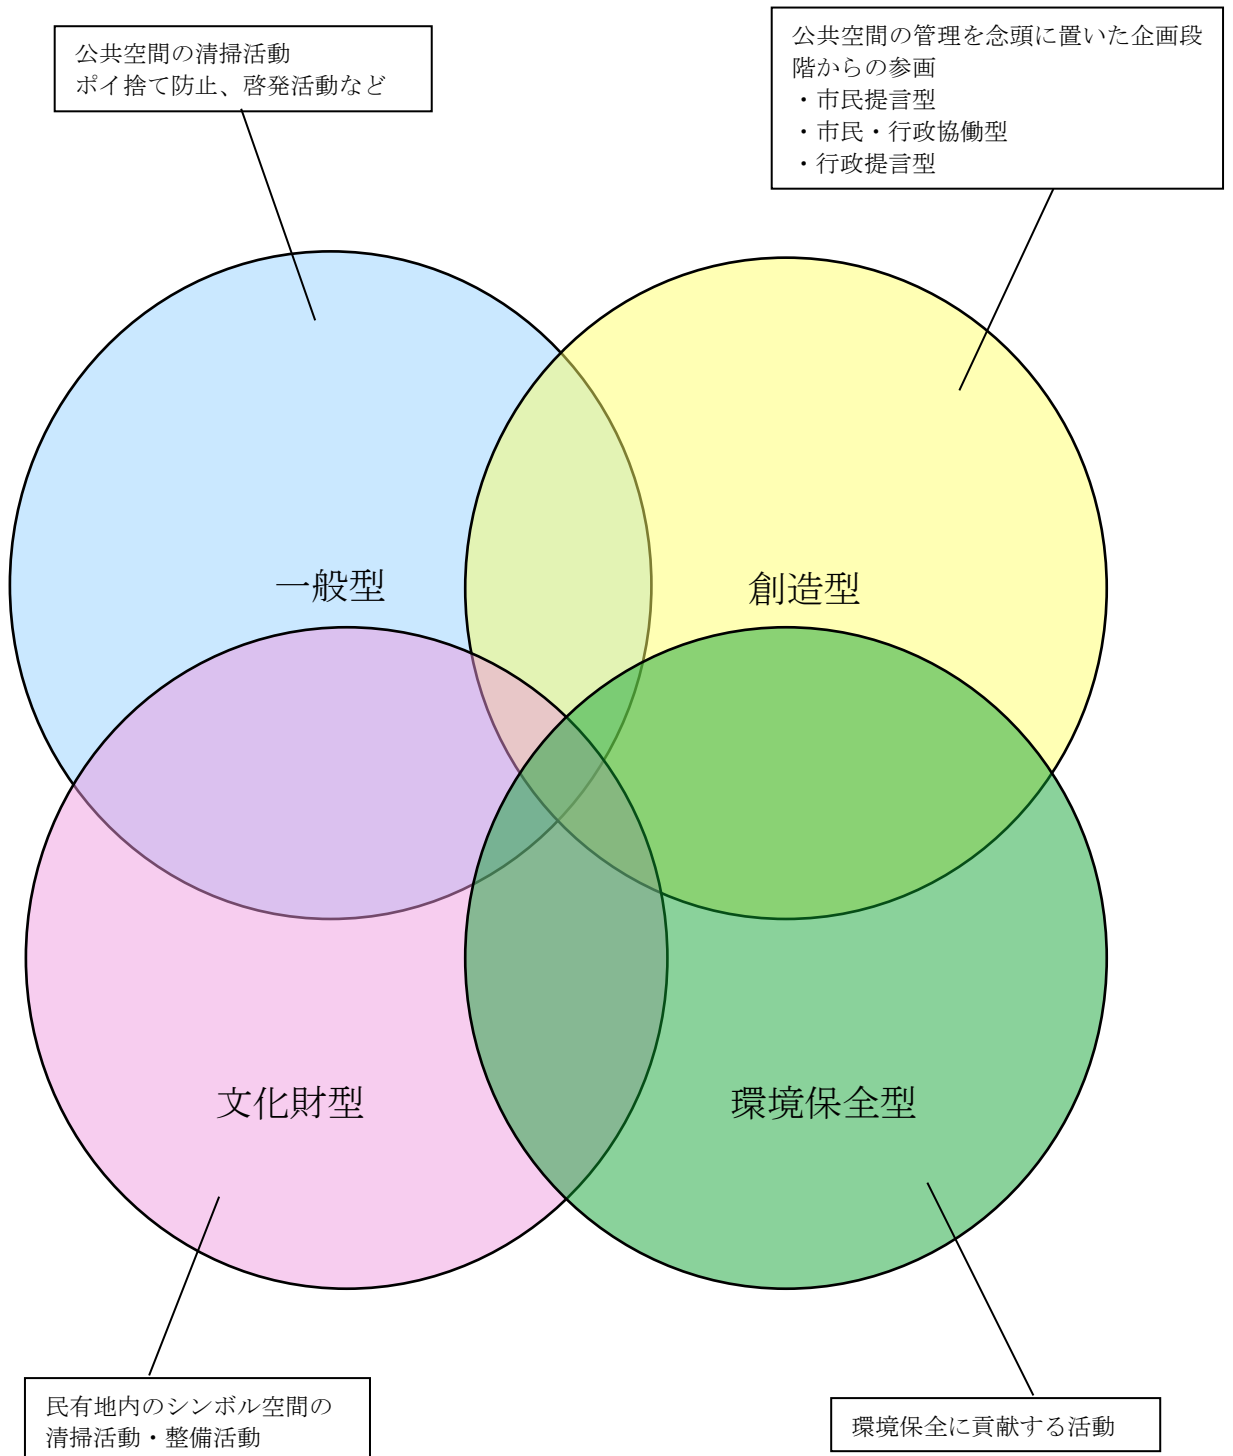 公共空間の清掃活動
ポイ捨て防止、啓発活動など
公共空間の管理を念頭に置いた企画段
階からの参画
・市民提言型
・市民・行政協働型
・行政提言型
一般型
創造型
文化財型
環境保全型
民有地内のシンボル空間の
清掃活動・整備活動
環境保全に貢献する活動